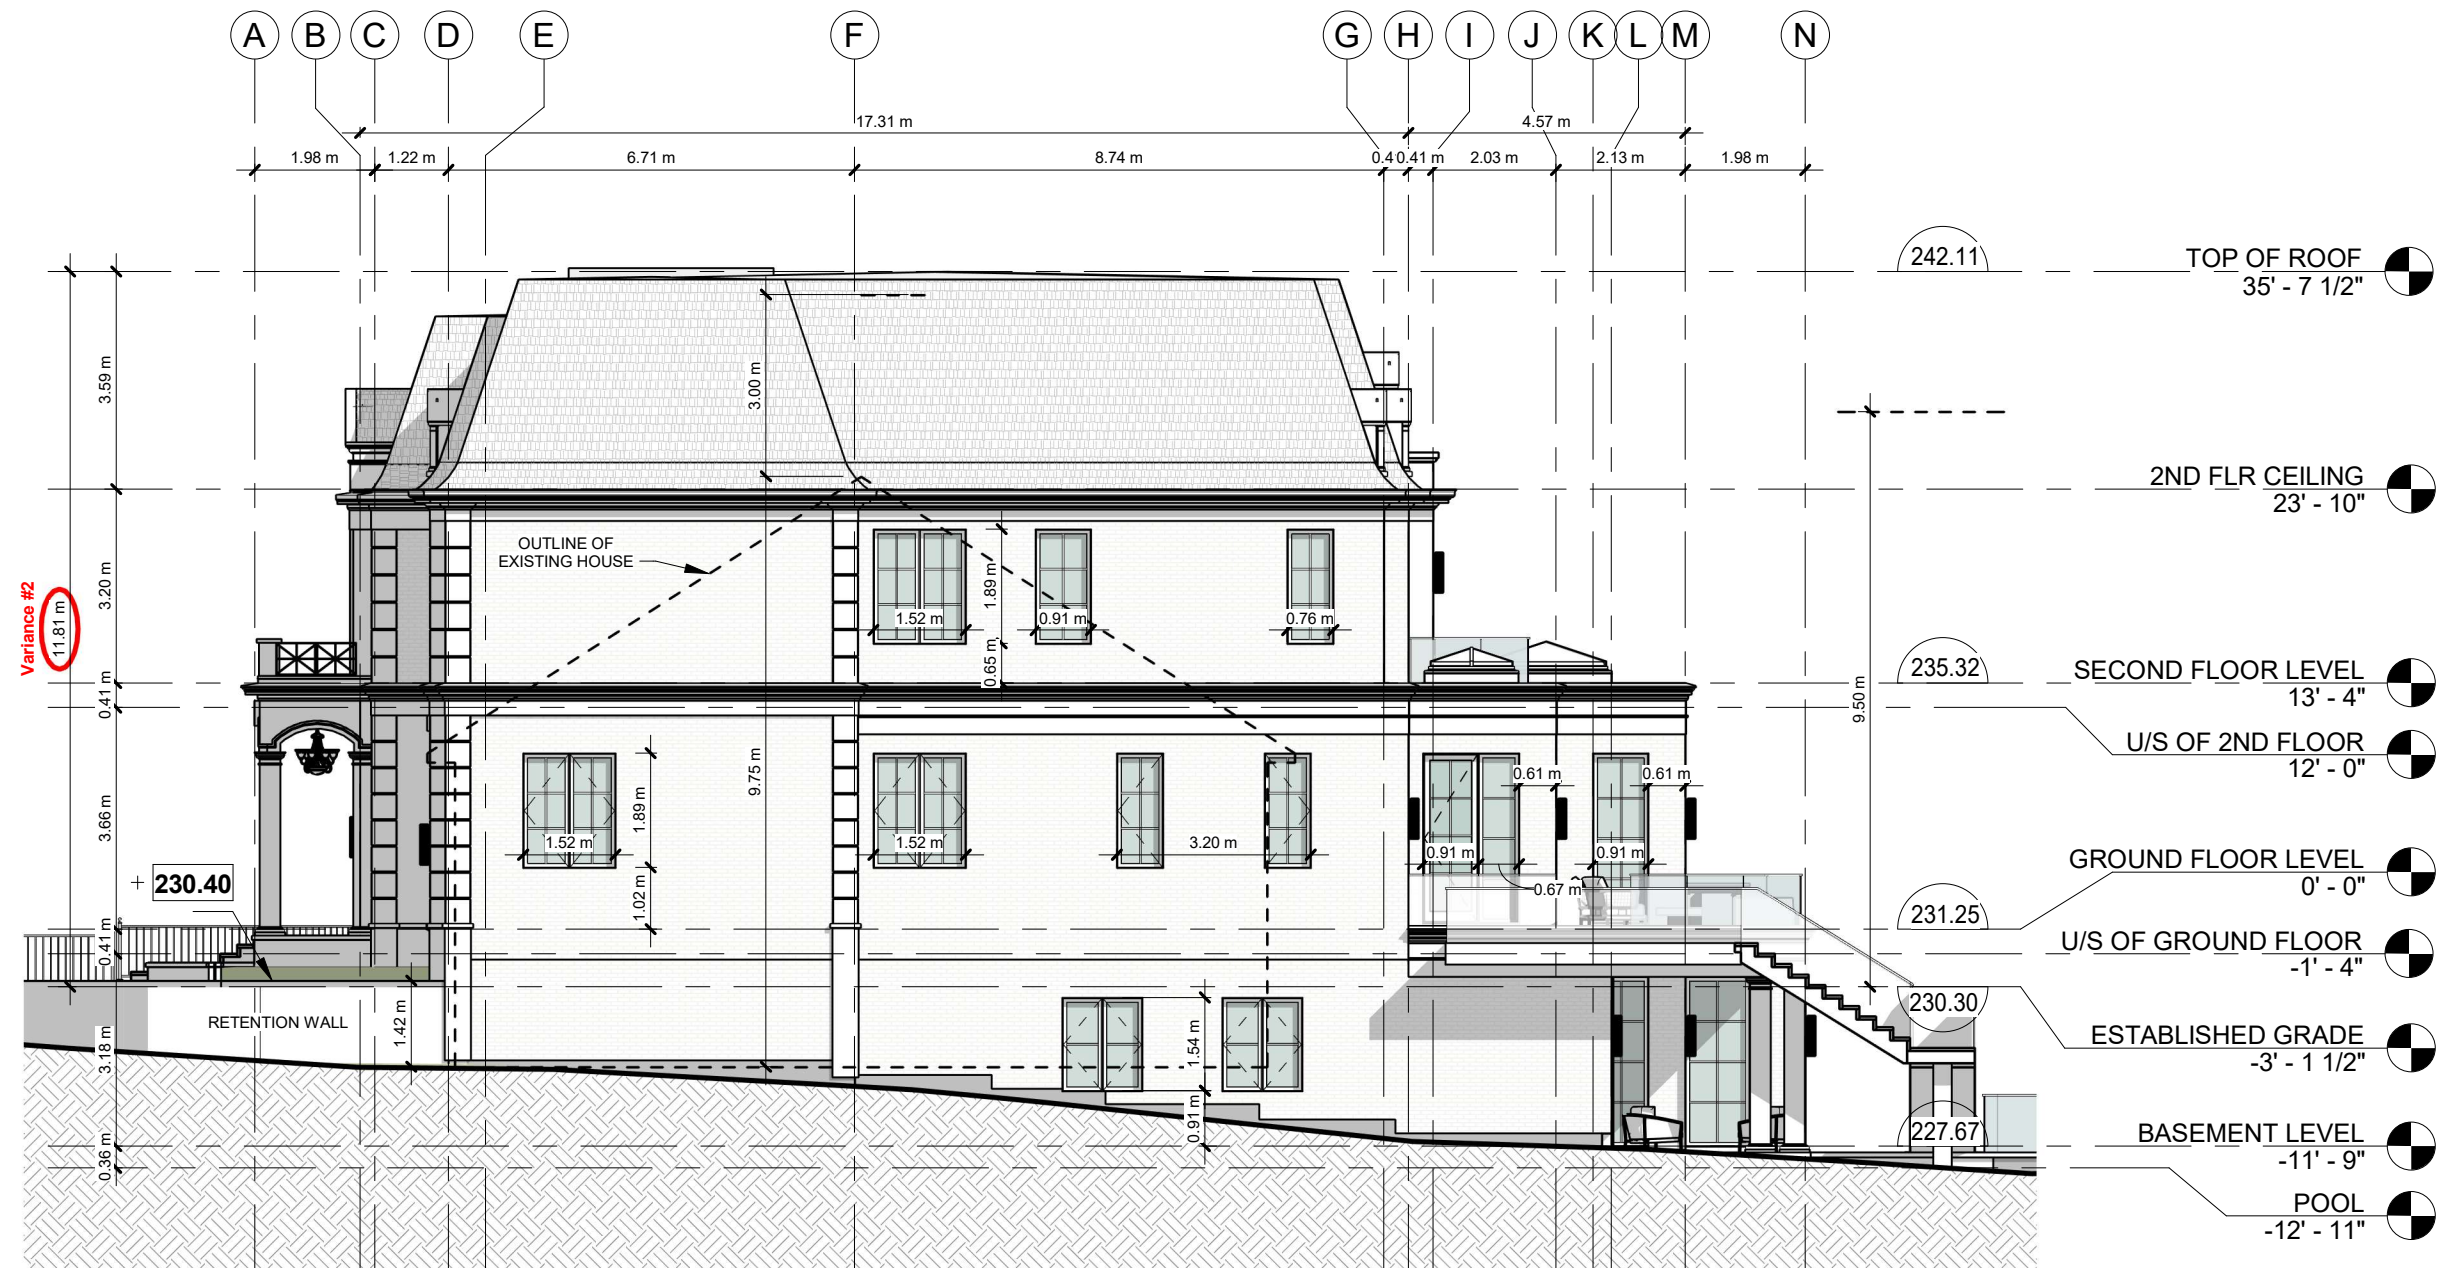 A B C D E F G H I J K L M N
17.31 m 4.57 m
1.98 m 1.22 m 6.71 m 8.74 m 0.4 0.41 m 2.03 m 2.13 m 1.98 m
242.11
TOP OF ROOF
35' - 7 1/2"
3.59 m
3.00 m
2ND FLR CEILING
23' - 10"
OUTLINE OF
EXISTING HOUSE
Variance #2
11.81 m
3.20 m
1.89 m
1.52 m 0.91 m 0.76 m
0.65 m
235.32
SECOND FLOOR LEVEL
13' - 4"
0.41 m
9.50 m
U/S OF 2ND FLOOR
12' - 0"
3.66 m
9.75 m
1.89 m
0.61 m 0.61 m
1.52 m 1.52 m 3.20 m 0.91 m 0.91 m
0.67 m
GROUND FLOOR LEVEL
0' - 0"
230.40
1.02 m
231.25
0.41 m
U/S OF GROUND FLOOR
-1' - 4"
230.30
RETENTION WALL
1.42 m
1.54 m
ESTABLISHED GRADE
-3' - 1 1/2"
3.18 m
0.91 m
227.67
BASEMENT LEVEL
-11' - 9"
0.36 m
POOL
-12' - 11"